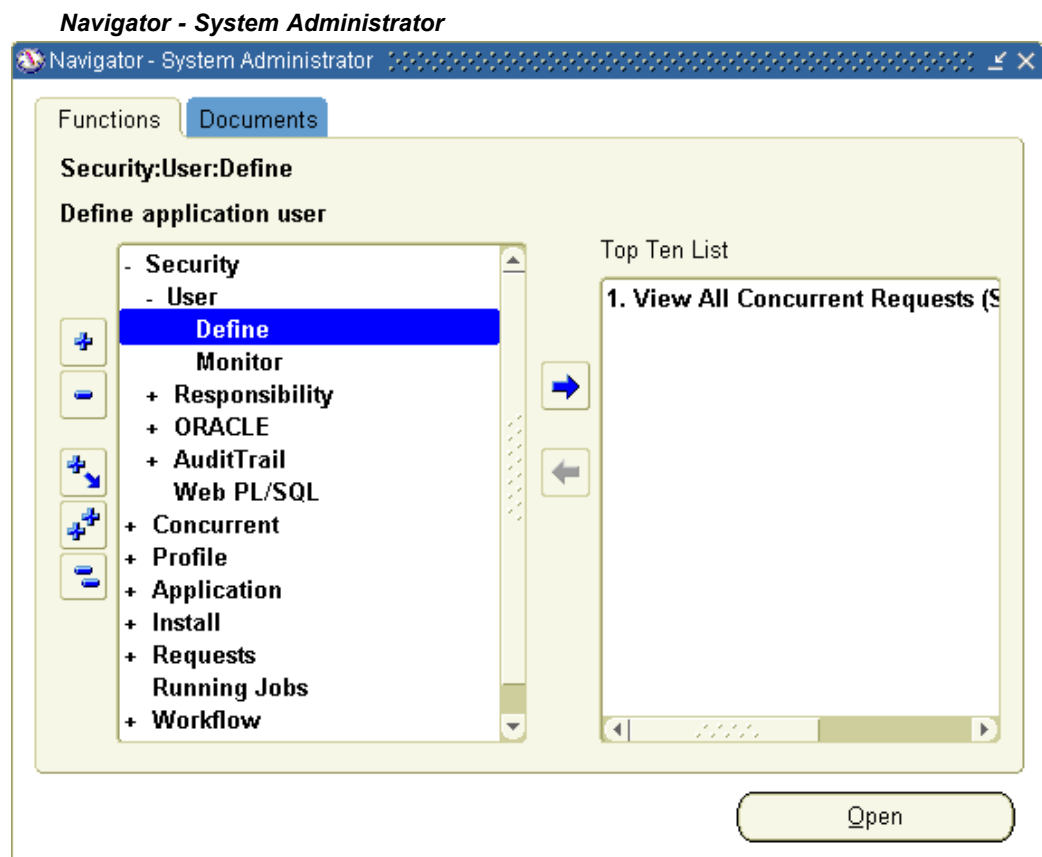 Navigator - System Administrator
Navigator - System Administrator
Functions
Documents
Security:User:Define
Define application user
- Security
- User
Define
Monitor
+ Responsibility
+ ORACLE
+ AuditTrail
Web PL/SQL
+ Concurrent
+ Profile
+ Application
+ Install
+ Requests
Running Jobs
+ Workflow
Top Ten List
1. View All Concurrent Requests (S
Open